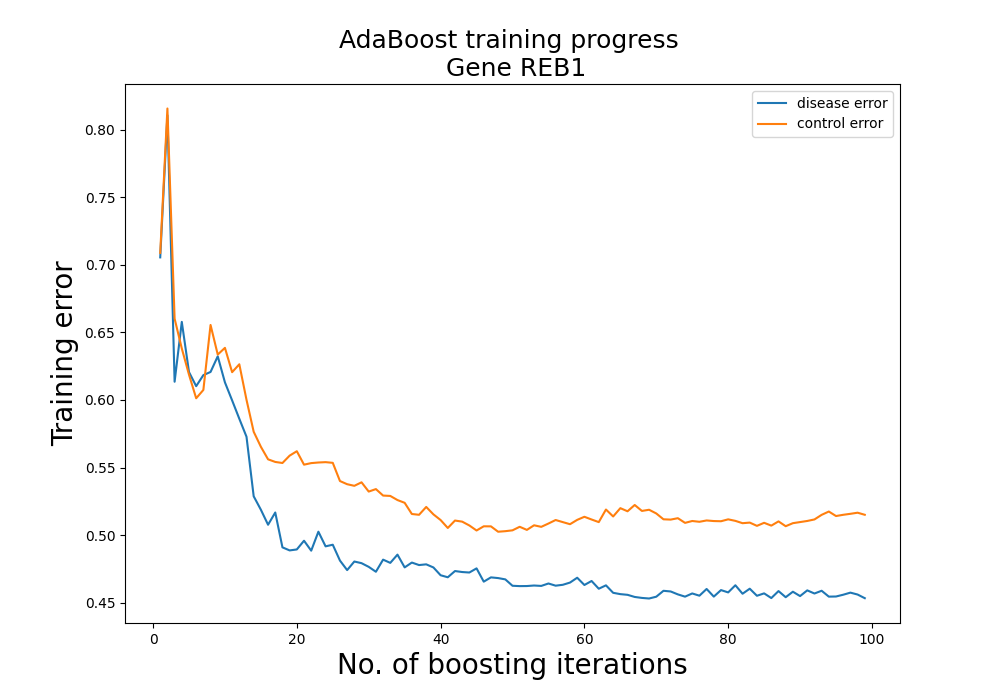 AdaBoost training progress
Gene REB1
disease error
control error
0.80
0.75
0.70
0.65
0.60
0.55
0.50
0.45
Training error
0
20
40
60
80
100
No. of boosting iterations